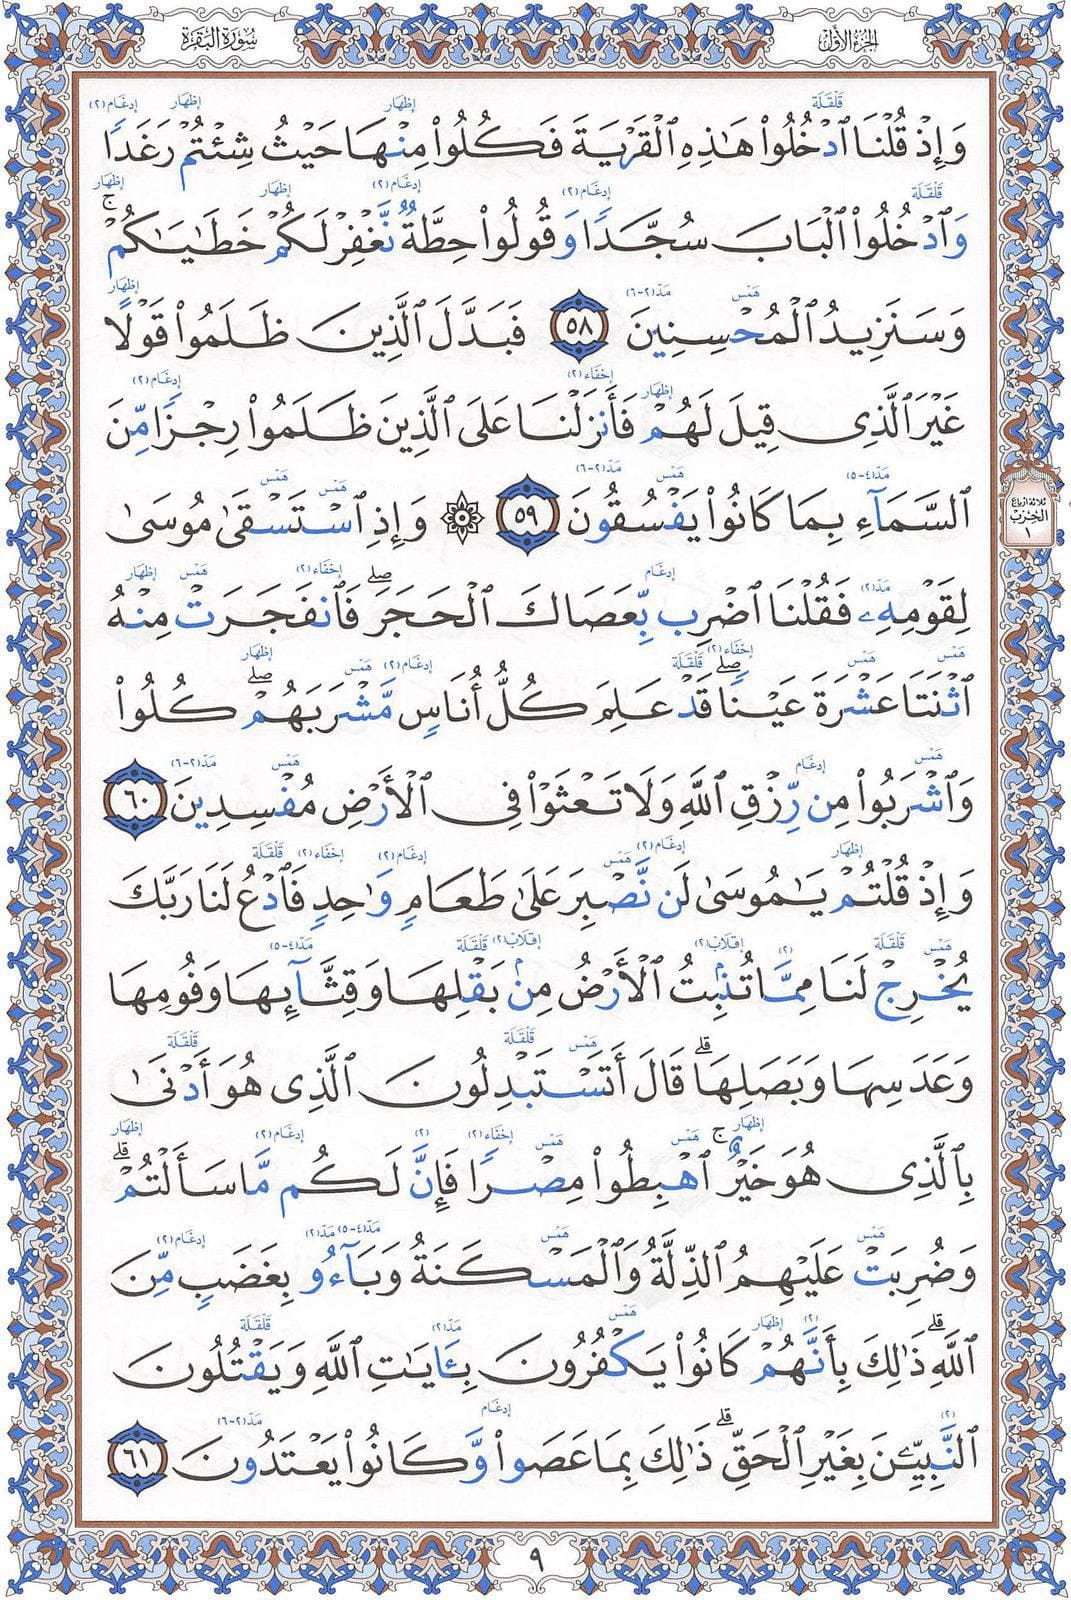 الجزء الأول
سورة البقرة
وَإِذْ قُلْنَا ٱدْخُلُوا۟ هَـٰذِهِ ٱلْقَرْيَةَ فَكُلُوا۟ مِنْهَا حَيْثُ شِئْتُمْ رَغَدًا
وَٱدْخُلُوا۟ ٱلْبَابَ سُجَّدًا وَقُولُوا۟ حِطَّةٌ نَّغْفِرْ لَكُمْ خَطَـٰيَـٰكُمْ ۚ
وَسَنَزِيدُ ٱلْمُحْسِنِينَ ٥٨ فَبَدَّلَ ٱلَّذِينَ ظَلَمُوا۟ قَوْلًا
غَيْرَ ٱلَّذِى قِيلَ لَهُمْ فَأَنزَلْنَا عَلَى ٱلَّذِينَ ظَلَمُوا۟ رِجْزًا مِّنَ
ٱلسَّمَآءِ بِمَا كَانُوا۟ يَفْسُقُونَ ٥٩ ۞ وَإِذِ ٱسْتَسْقَىٰ مُوسَىٰ
ثلاثة أرباع
الحزب
١
لِقَوْمِهِۦ فَقُلْنَا ٱضْرِب بِّعَصَاكَ ٱلْحَجَرَ ۖ فَٱنفَجَرَتْ مِنْهُ
ٱثْنَتَا عَشْرَةَ عَيْنًا ۖ قَدْ عَلِمَ كُلُّ أُنَاسٍ مَّشْرَبَهُمْ ۖ كُلُوا۟
وَٱشْرَبُوا۟ مِن رِّزْقِ ٱللَّهِ وَلَا تَعْثَوْا۟ فِى ٱلْأَرْضِ مُفْسِدِينَ ٦٠
وَإِذْ قُلْتُمْ يَـٰمُوسَىٰ لَن نَّصْبِرَ عَلَىٰ طَعَامٍ وَٰحِدٍ فَٱدْعُ لَنَا رَبَّكَ
يُخْرِجْ لَنَا مِمَّا تُنۢبِتُ ٱلْأَرْضُ مِنۢ بَقْلِهَا وَقِثَّآئِهَا وَفُومِهَا
وَعَدَسِهَا وَبَصَلِهَا ۖ قَالَ أَتَسْتَبْدِلُونَ ٱلَّذِى هُوَ أَدْنَىٰ
بِٱلَّذِى هُوَ خَيْرٌ ۚ ٱهْبِطُوا۟ مِصْرًا فَإِنَّ لَكُم مَّا سَأَلْتُمْ ۗ
وَضُرِبَتْ عَلَيْهِمُ ٱلذِّلَّةُ وَٱلْمَسْكَنَةُ وَبَآءُو بِغَضَبٍ مِّنَ
ٱللَّهِ ۗ ذَٰلِكَ بِأَنَّهُمْ كَانُوا۟ يَكْفُرُونَ بِـَٔايَـٰتِ ٱللَّهِ وَيَقْتُلُونَ
ٱلنَّبِيِّـۧنَ بِغَيْرِ ٱلْحَقِّ ۗ ذَٰلِكَ بِمَا عَصَوا۟ وَّكَانُوا۟ يَعْتَدُونَ ٦١
٩